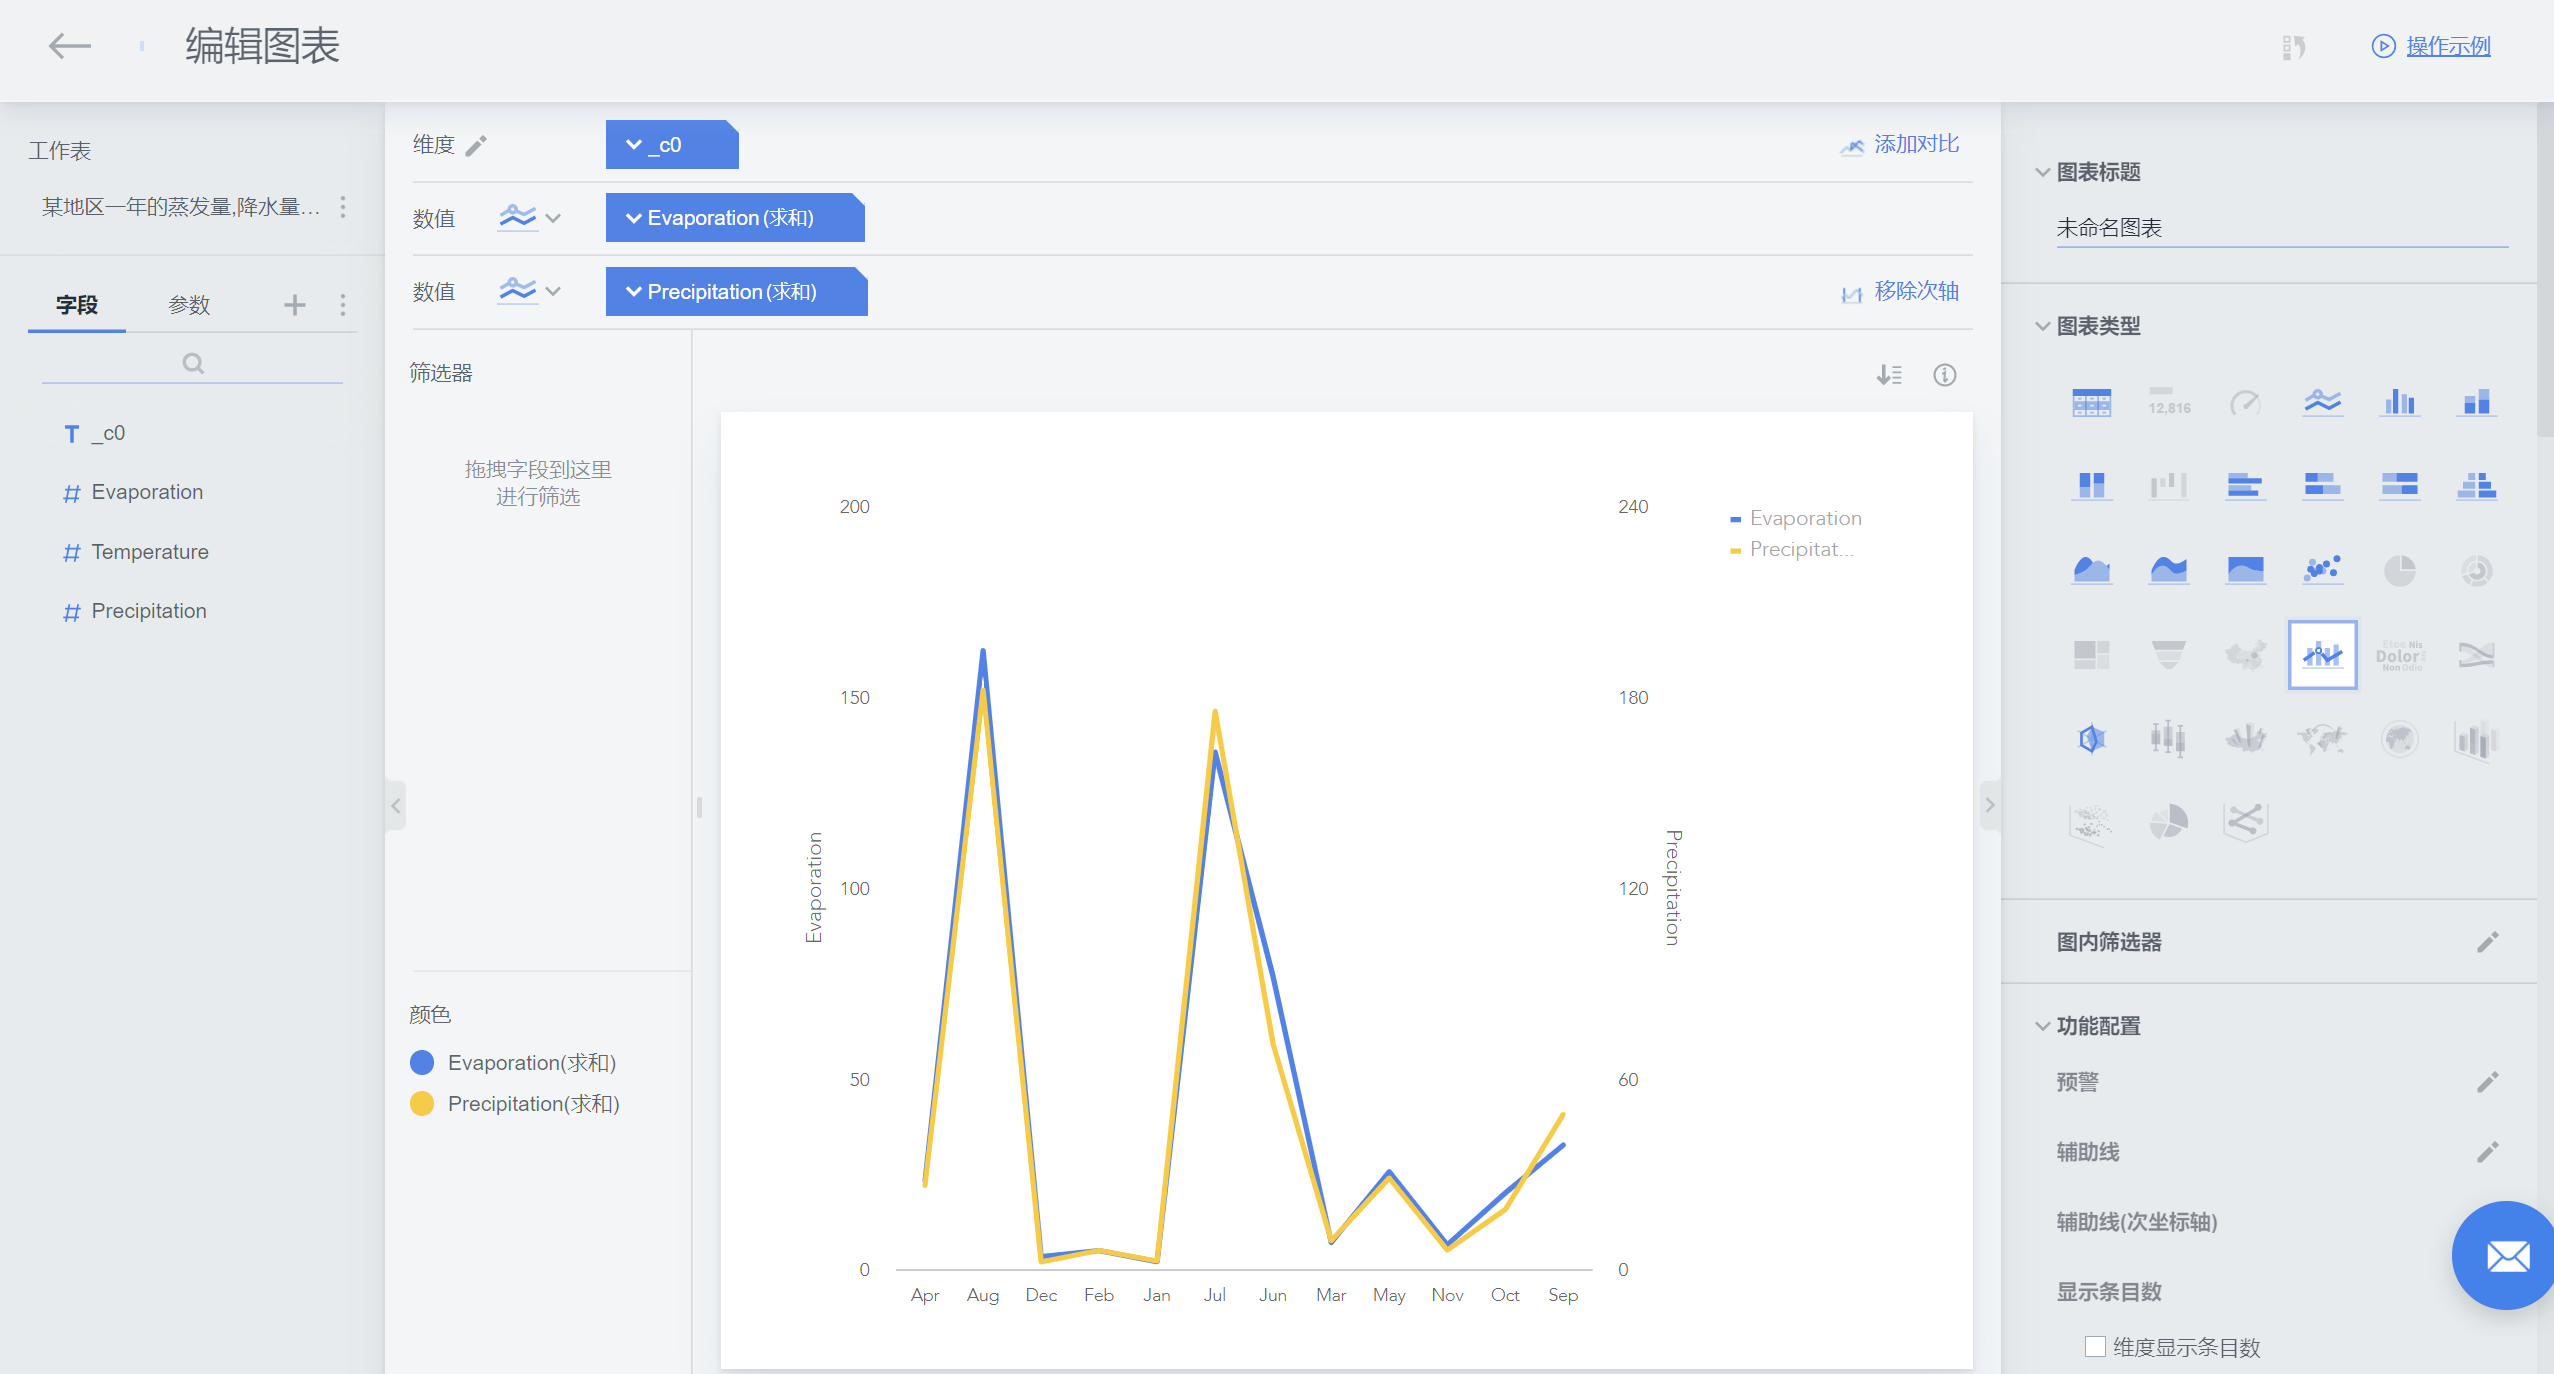 编辑图表
操作示例
工作表
某地区一年的蒸发量,降水量...
字段
参数
_c0
Evaporation
Temperature
Precipitation
维度
_c0
添加对比
数值
Evaporation(求和)
数值
Precipitation(求和)
移除次轴
筛选器
拖拽字段到这里
进行筛选
颜色
Evaporation(求和)
Precipitation(求和)
200
150
100
50
0
Evaporation
240
180
120
60
0
Precipitation
Evaporation
Precipitat...
Apr Aug Dec Feb Jan Jul Jun Mar May Nov Oct Sep
图表标题
未命名图表
图表类型
12,816
Etos Nis
Dolor
Non Odio
图内筛选器
功能配置
预警
辅助线
辅助线(次坐标轴)
显示条目数
维度显示条目数